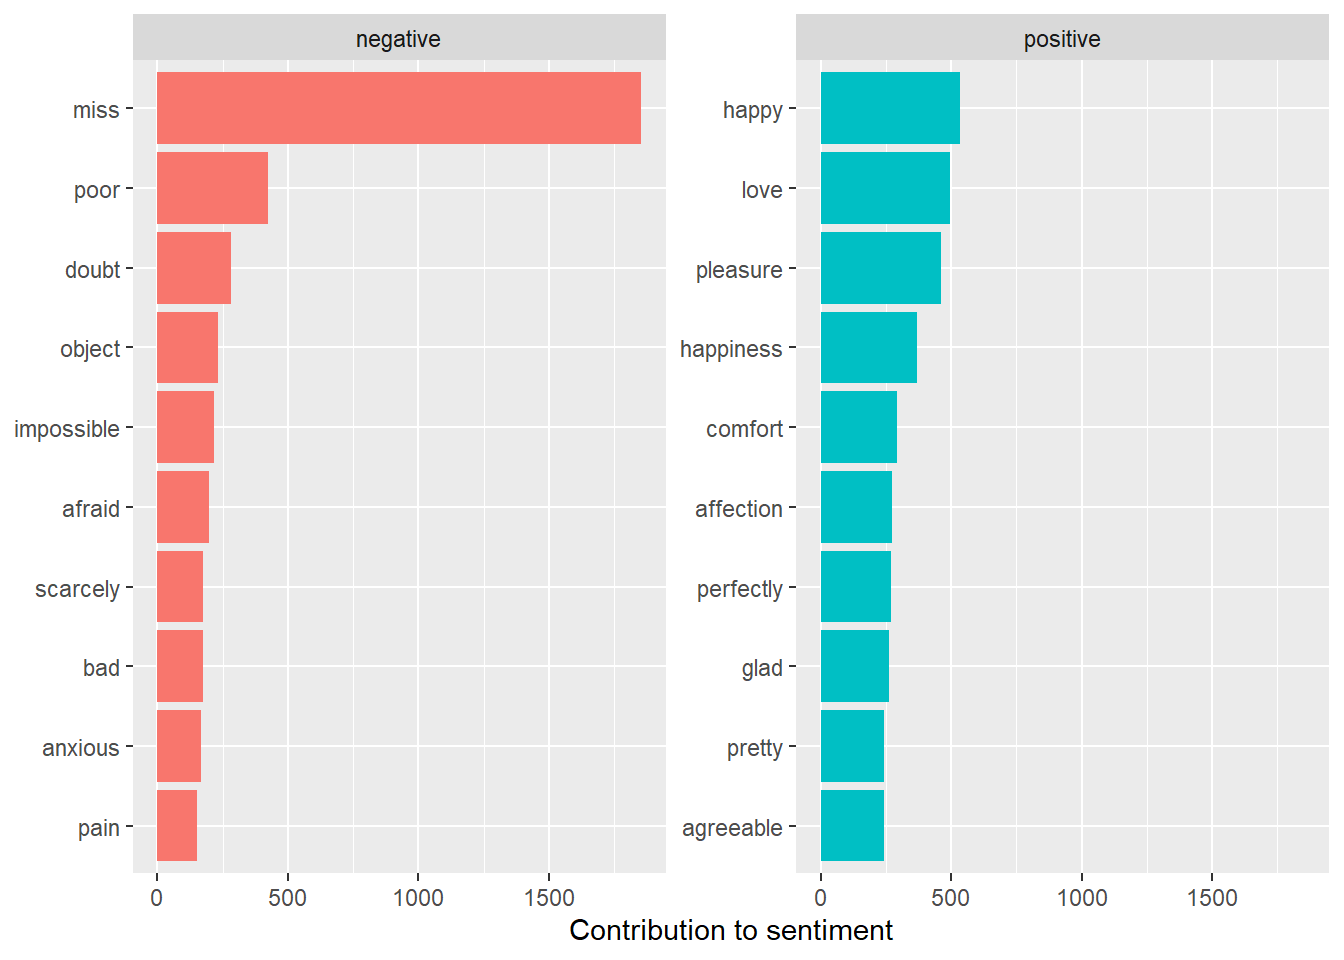 negative
miss
poor
doubt
object
impossible
afraid
scarcely
bad
anxious
pain
0 500 1000 1500
positive
happy
love
pleasure
happiness
comfort
affection
perfectly
glad
pretty
agreeable
0 500 1000 1500
Contribution to sentiment